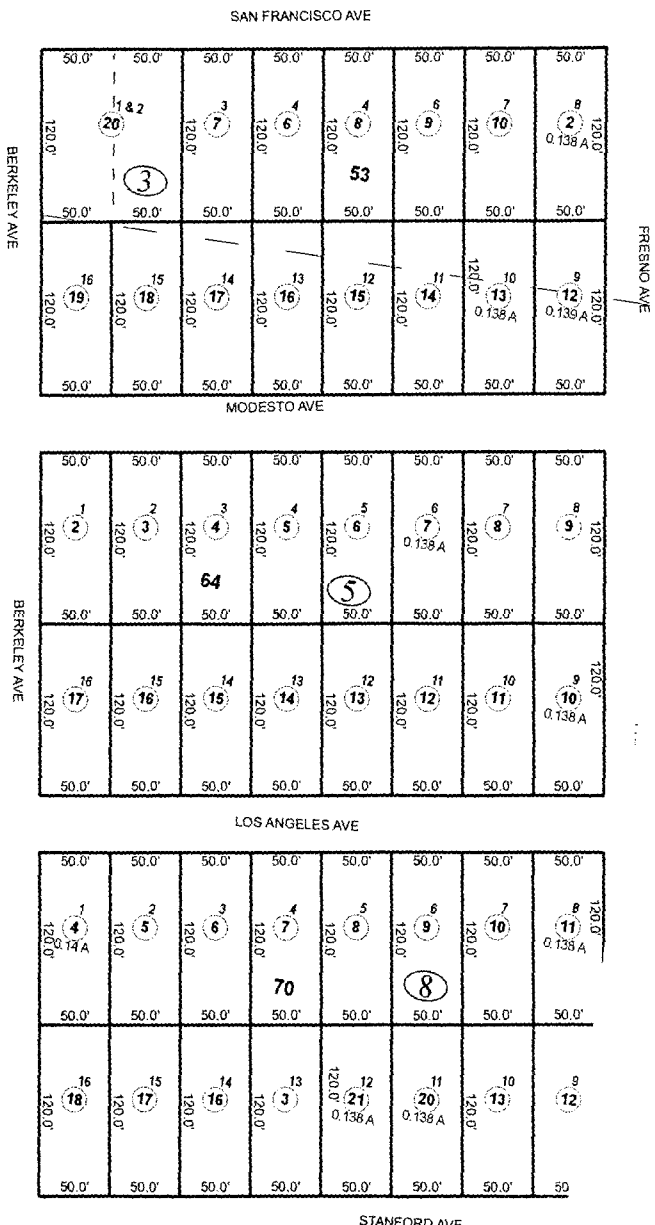 SAN FRANCISCO AVE
50.0' 50.0' 50.0' 50.0' 50.0' 50.0' 50.0' 50.0'
1 & 2 3 4 4 6 7 8
120.0' 20 120.0' 7 120.0' 6 120.0' 8 120.0' 9 120.0' 10 120.0' 2 120.0'
0.138 A
BERKELEY AVE
3 53
50.0' 50.0' 50.0' 50.0' 50.0' 50.0' 50.0' 50.0'
FRESNO AVE
16 15 14 13 12 11 10 9
120.0' 19 120.0' 18 120.0' 17 120.0' 16 120.0' 15 120.0' 14 120.0' 13 12 120.0'
0.138 A 0.139 A
50.0' 50.0' 50.0' 50.0' 50.0' 50.0' 50.0' 50.0'
MODESTO AVE
50.0' 50.0' 50.0' 50.0' 50.0' 50.0' 50.0' 50.0'
1 2 3 4 5 6 7 8
120.0' 2 120.0' 3 120.0' 4 120.0' 5 120.0' 6 120.0' 7 120.0' 8 9 120.0'
0.138 A
64 5
BERKELEY AVE
50.0' 50.0' 50.0' 50.0' 50.0' 50.0' 50.0' 50.0'
16 15 14 13 12 11 10 9
120.0' 17 120.0' 16 120.0' 15 120.0' 14 120.0' 13 120.0' 12 120.0' 11 10 120.0'
0.138 A
50.0' 50.0' 50.0' 50.0' 50.0' 50.0' 50.0' 50.0'
LOS ANGELES AVE
50.0' 50.0' 50.0' 50.0' 50.0' 50.0' 50.0' 50.0'
1 2 3 4 5 6 7 8
120.0' 4 120.0' 5 120.0' 6 120.0' 7 120.0' 8 120.0' 9 120.0' 10 11 120.0'
0.14 A 0.138 A
70 8
50.0' 50.0' 50.0' 50.0' 50.0' 50.0' 50.0' 50.0'
16 15 14 13 12 11 10 9
120.0' 18 120.0' 17 120.0' 16 120.0' 3 120.0' 21 120.0' 20 120.0' 13 12
0.138 A 0.138 A
50.0' 50.0' 50.0' 50.0' 50.0' 50.0' 50.0' 50
STANFORD AVE